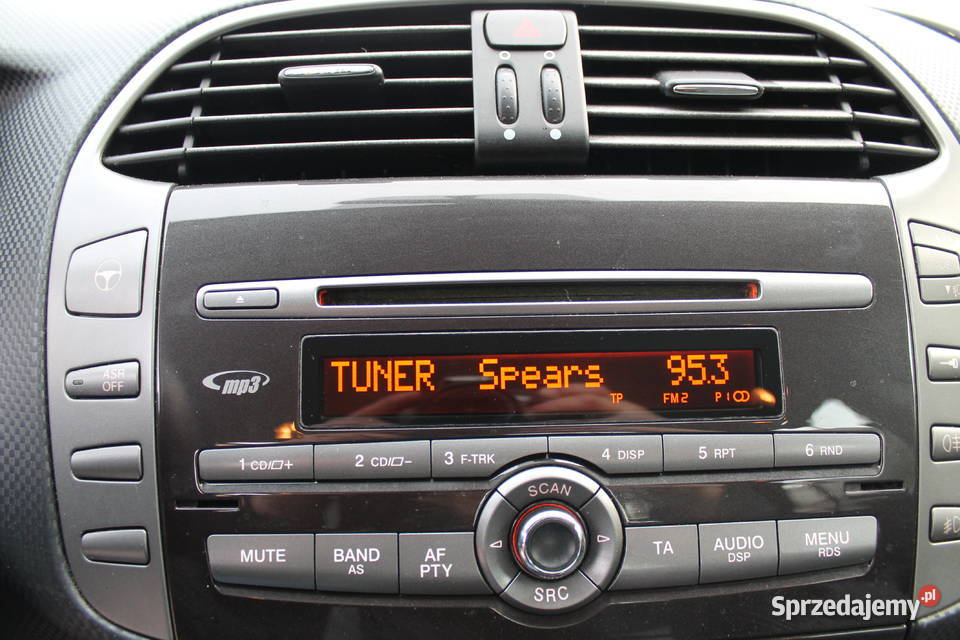 ASR
OFF
mp3
TUNER Spears 95.3
TP FM2 P1
1 CD/+ 2 CD/- 3 F-TRK 4 DISP 5 RPT 6 RND
SCAN
MUTE BAND AS AF PTY TA AUDIO DSP MENU RDS
SRC
Sprzedajemy.pl